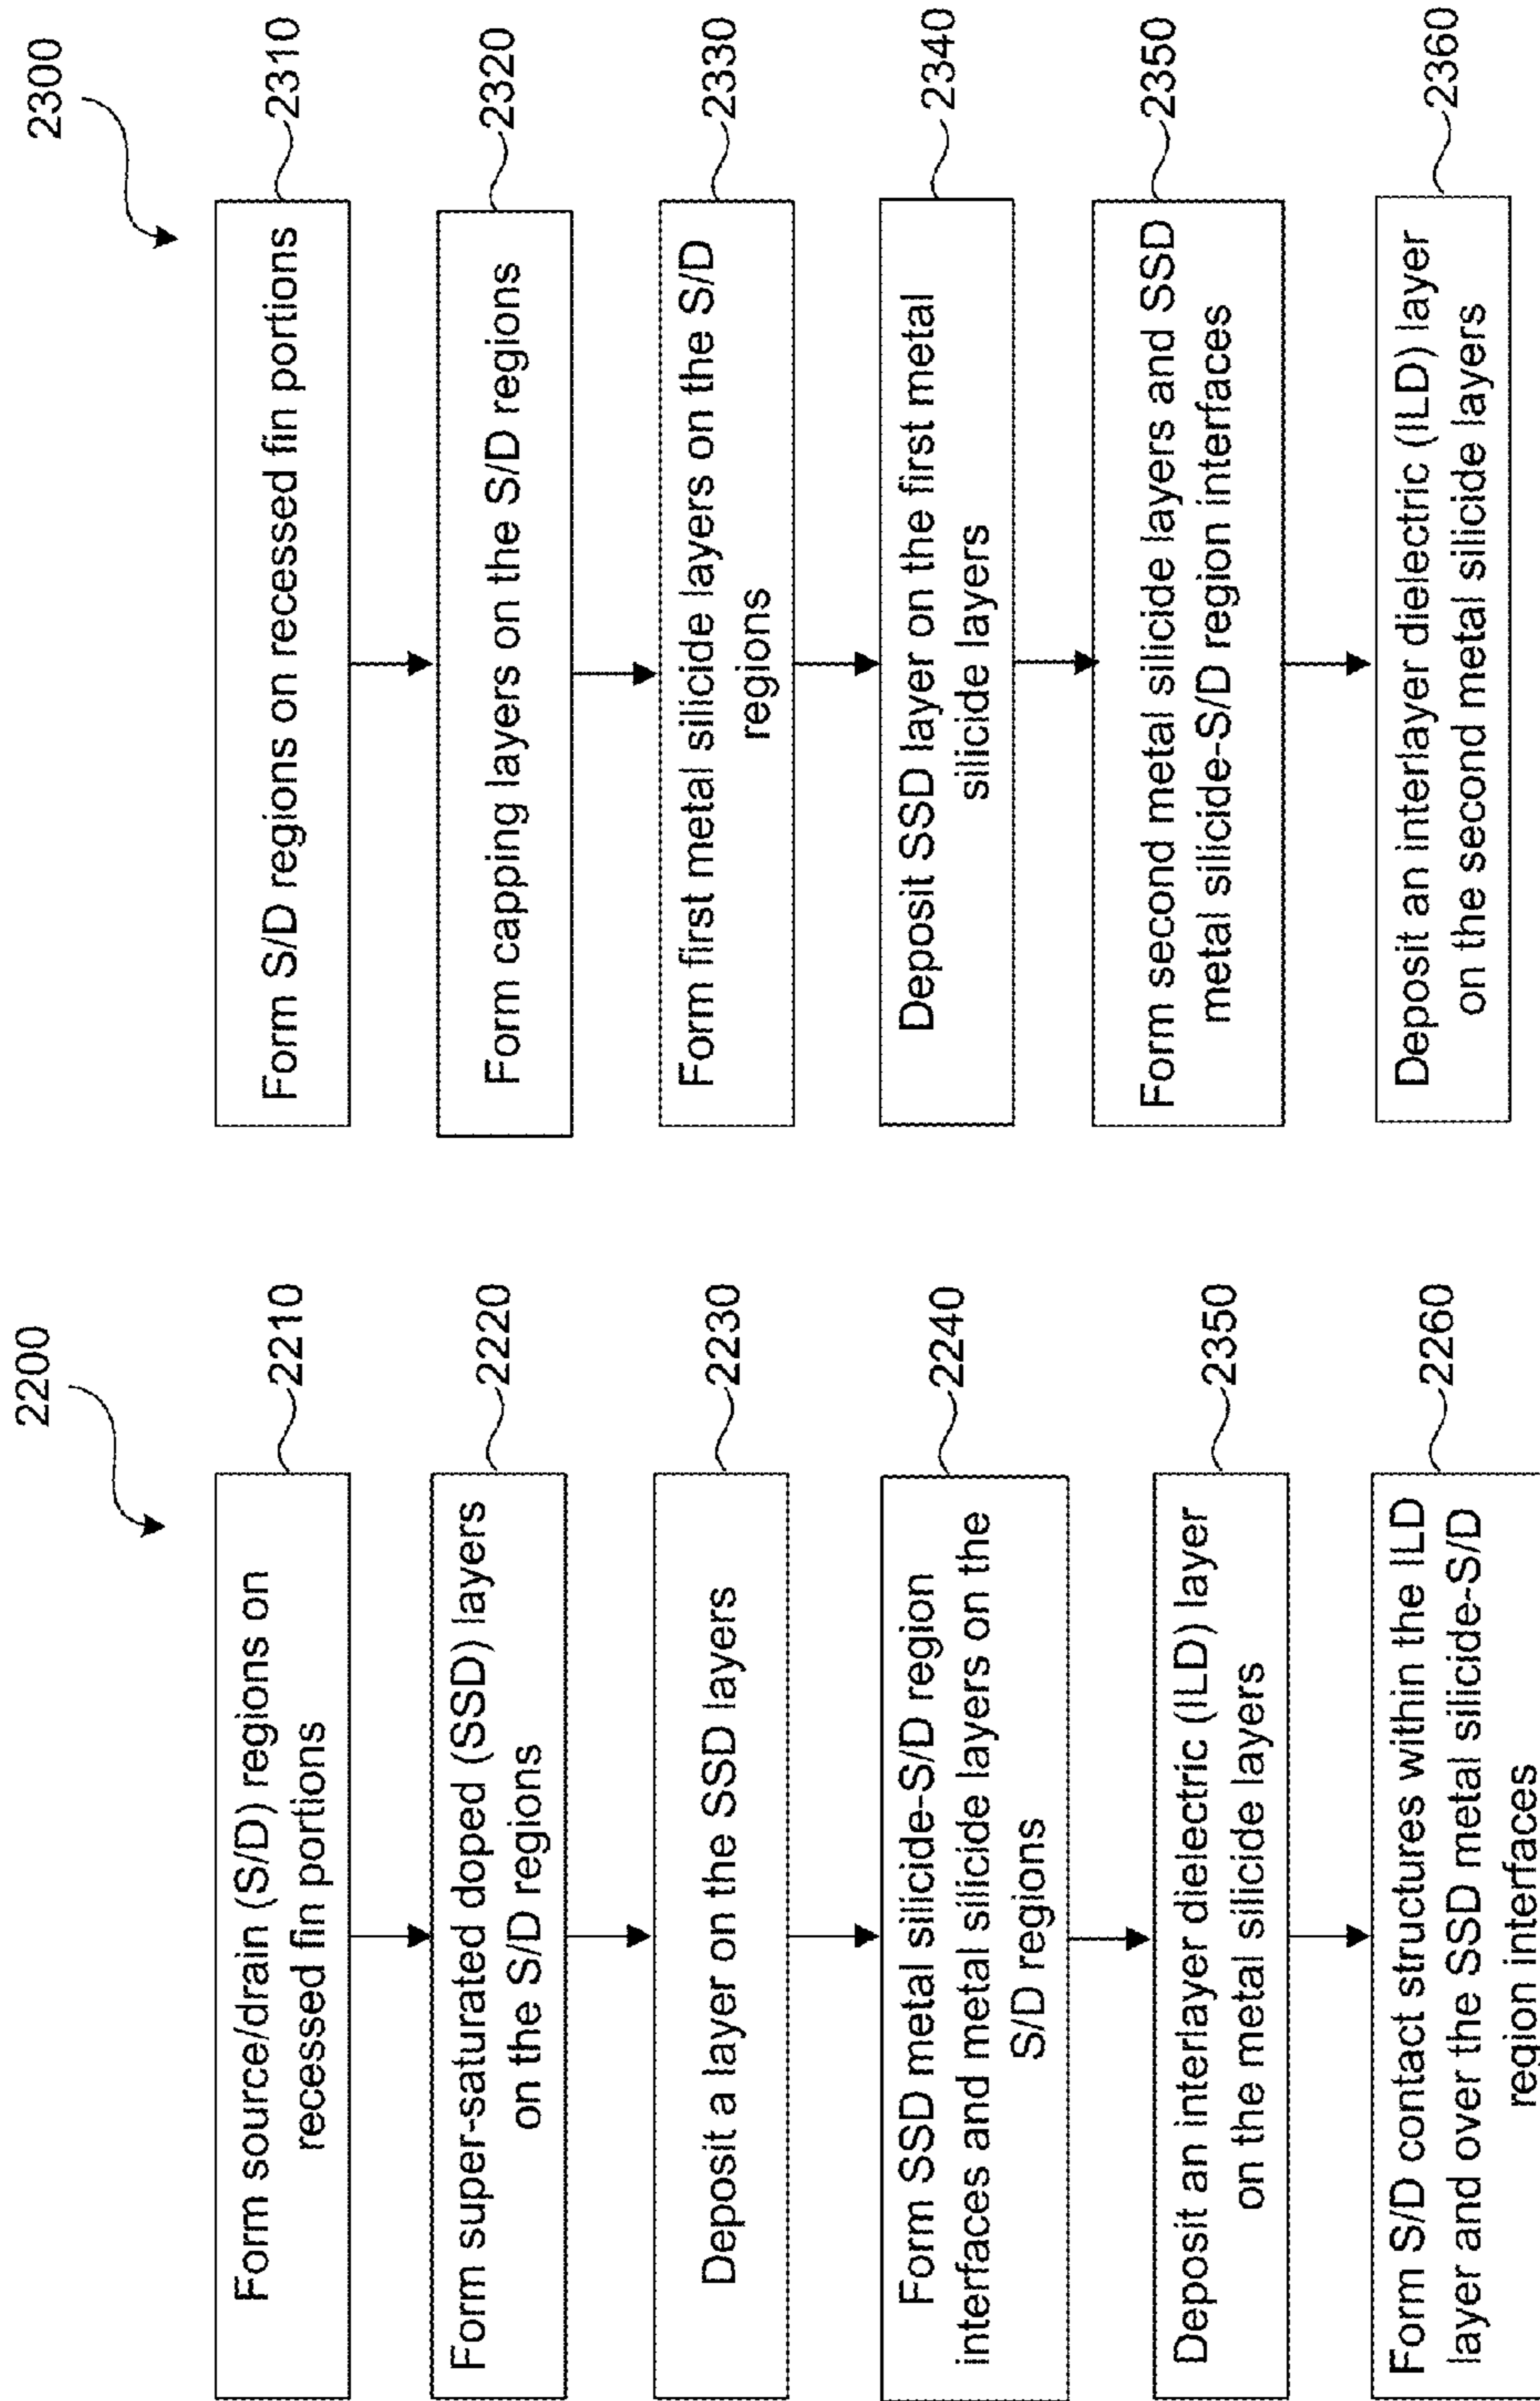 2200
Form source/drain (S/D) regions on
recessed fin portions
2210
Form super-saturated doped (SSD) layers
on the S/D regions
2220
Deposit a layer on the SSD layers
2230
Form SSD metal silicide-S/D region
interfaces and metal silicide layers on the
S/D regions
2240
Deposit an interlayer dielectric (ILD) layer
on the metal silicide layers
2350
Form S/D contact structures within the ILD
layer and over the SSD metal silicide-S/D
region interfaces
2260
2300
Form S/D regions on recessed fin portions
2310
Form capping layers on the S/D regions
2320
Form first metal silicide layers on the S/D
regions
2330
Deposit SSD layer on the first metal
silicide layers
2340
Form second metal silicide layers and SSD
metal silicide-S/D region interfaces
2350
Deposit an interlayer dielectric (ILD) layer
on the second metal silicide layers
2360